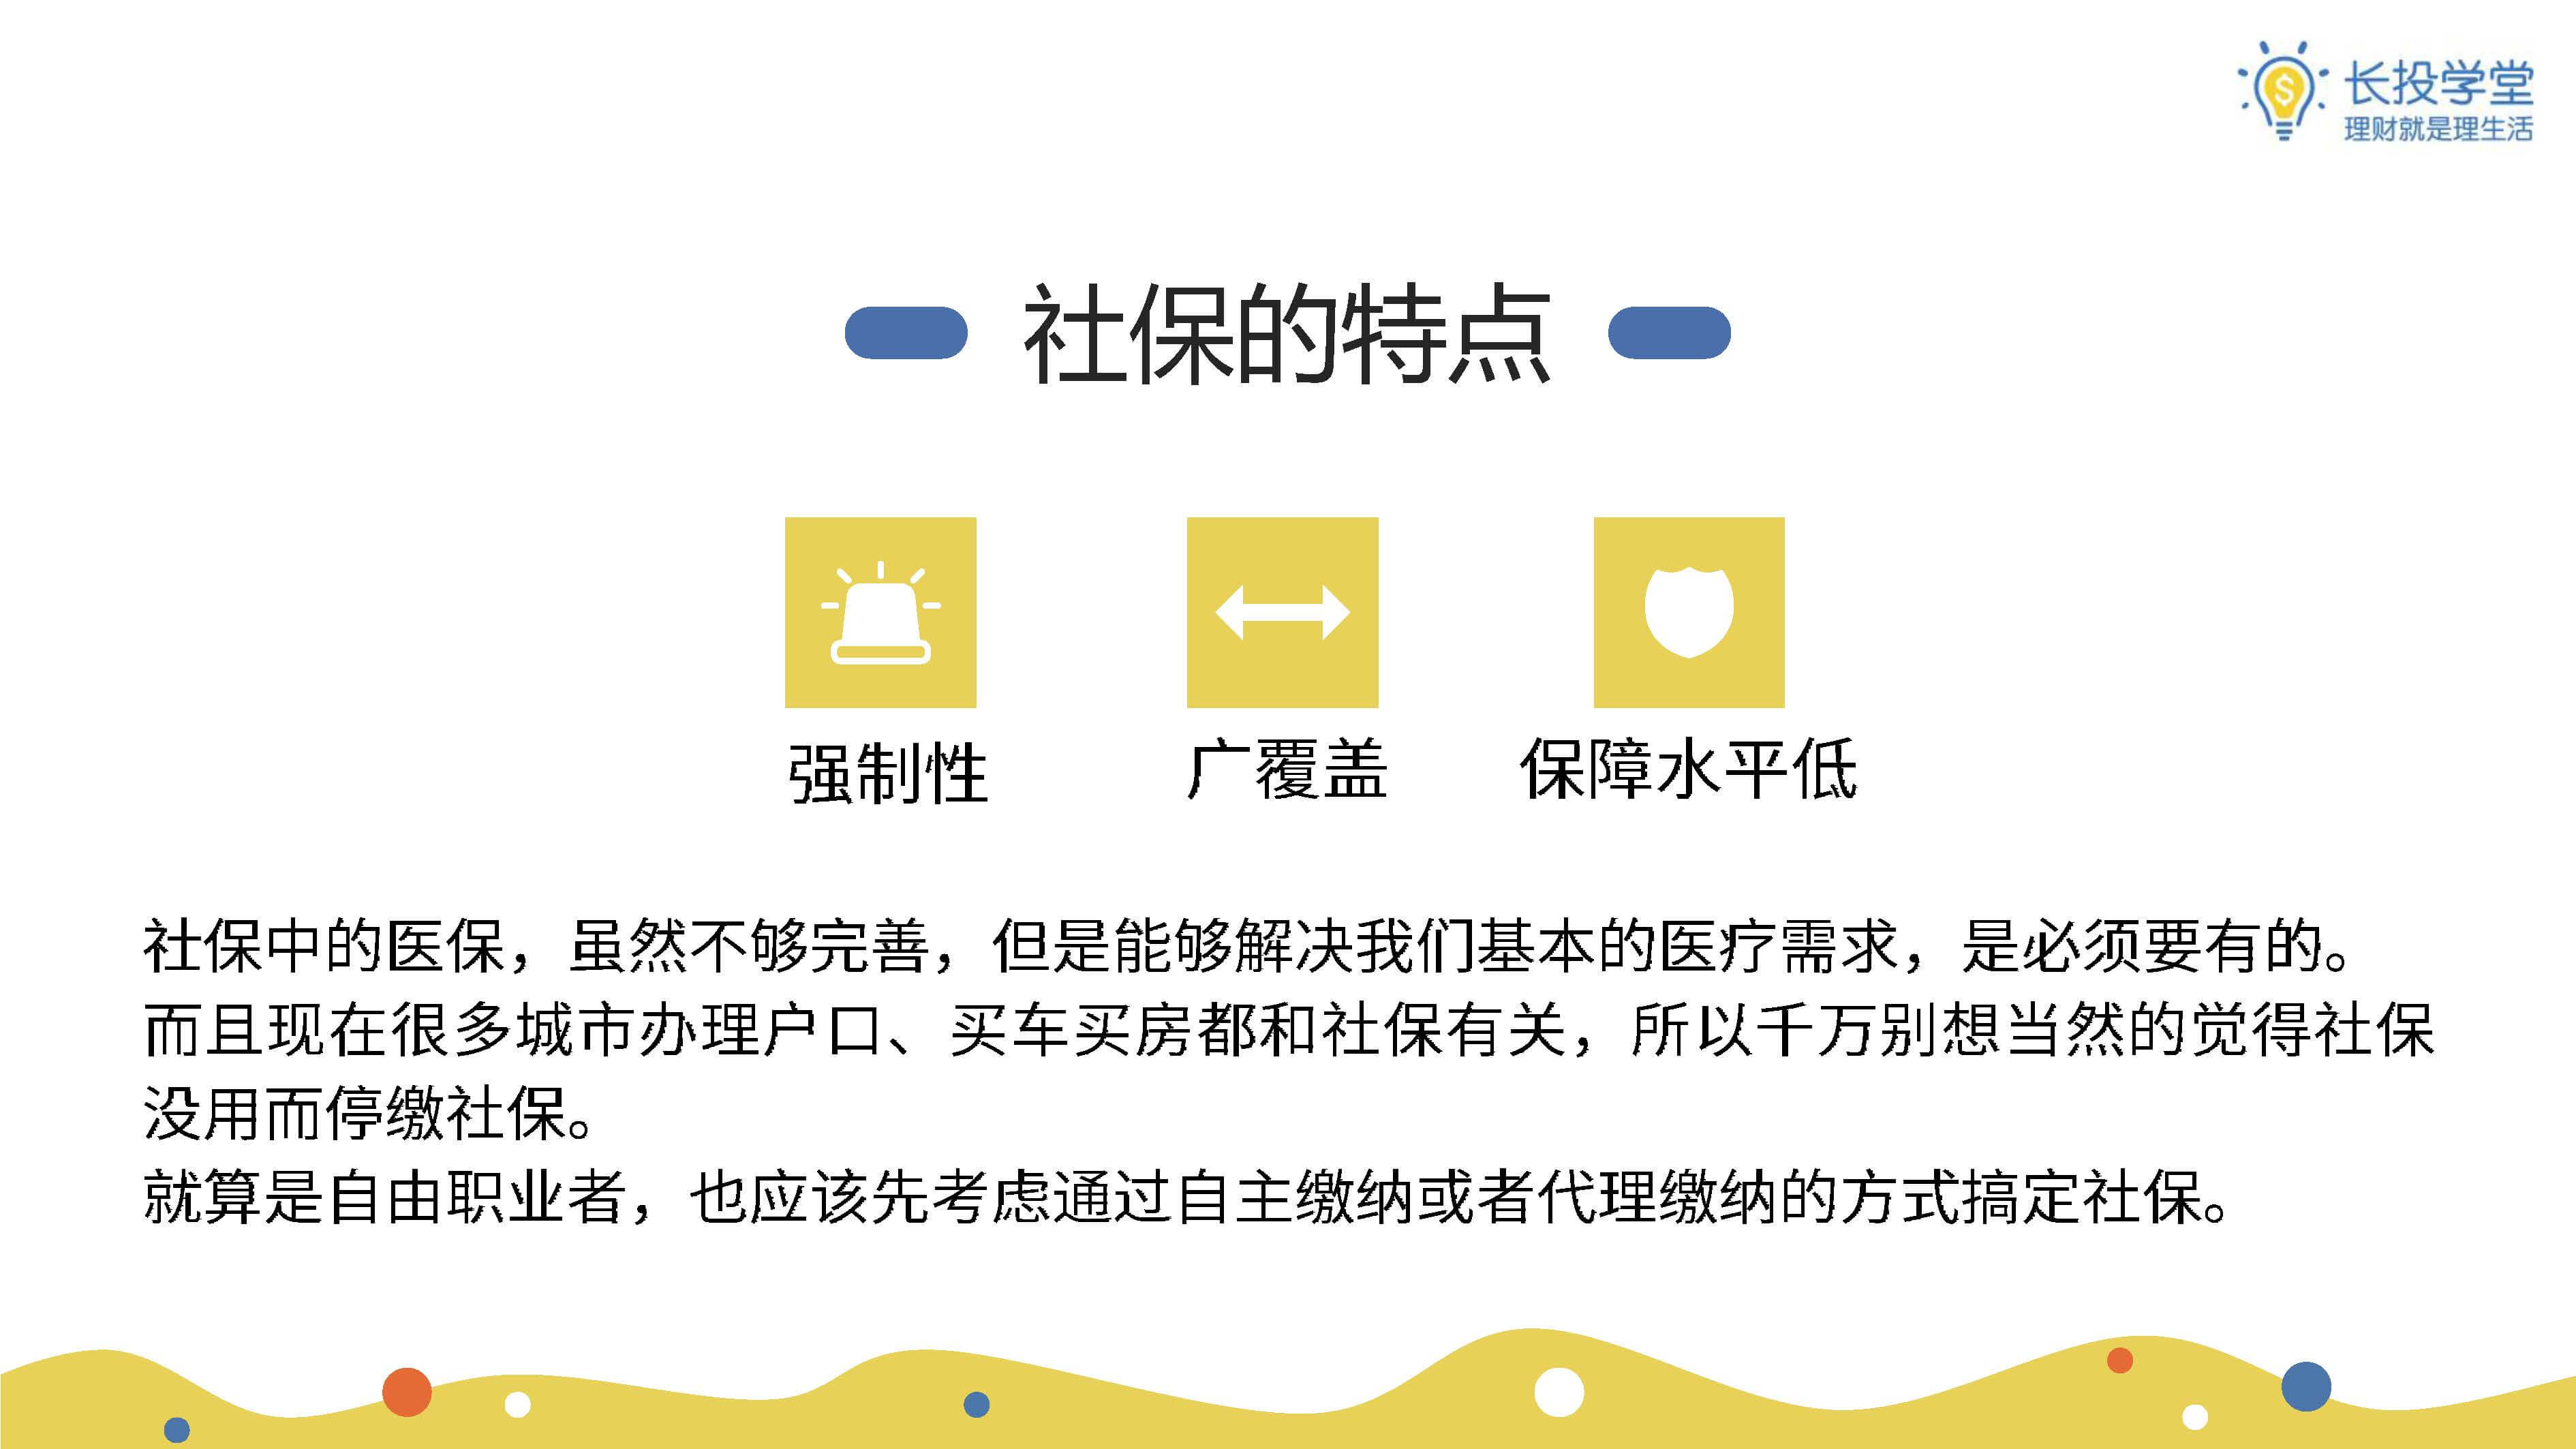 长投学堂
理财就是理生活
社保的特点
强制性
广覆盖
保障水平低
社保中的医保，虽然不够完善，但是能够解决我们基本的医疗需求，是必须要有的。
而且现在很多城市办理户口、买车买房都和社保有关，所以千万别想当然的觉得社保
没用而停缴社保。
就算是自由职业者，也应该先考虑通过自主缴纳或者代理缴纳的方式搞定社保。